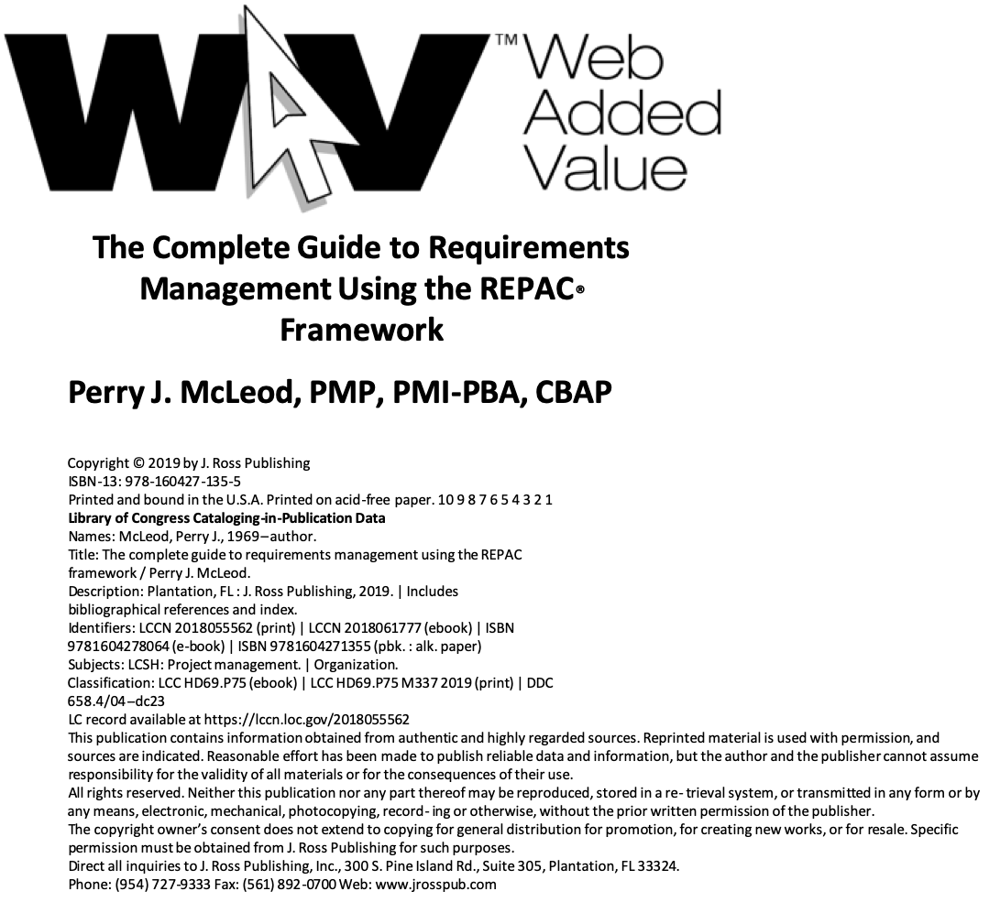 WAV™ Web
Added
Value
The Complete Guide to Requirements
Management Using the REPAC®
Framework
Perry J. McLeod, PMP, PMI-PBA, CBAP
Copyright © 2019 by J. Ross Publishing
ISBN-13: 978-160427-135-5
Printed and bound in the U.S.A. Printed on acid-free paper. 10 9 8 7 6 5 4 3 2 1
Library of Congress Cataloging-in-Publication Data
Names: McLeod, Perry J., 1969–author.
Title: The complete guide to requirements management using the REPAC
framework / Perry J. McLeod.
Description: Plantation, FL : J. Ross Publishing, 2019. | Includes
bibliographical references and index.
Identifiers: LCCN 2018055562 (print) | LCCN 2018061777 (ebook) | ISBN
9781604278064 (e-book) | ISBN 9781604271355 (pbk. : alk. paper)
Subjects: LCSH: Project management. | Organization.
Classification: LCC HD69.P75 (ebook) | LCC HD69.P75 M337 2019 (print) | DDC
658.4/04–dc23
LC record available at https://lccn.loc.gov/2018055562
This publication contains information obtained from authentic and highly regarded sources. Reprinted material is used with permission, and
sources are indicated. Reasonable effort has been made to publish reliable data and information, but the author and the publisher cannot assume
responsibility for the validity of all materials or for the consequences of their use.
All rights reserved. Neither this publication nor any part thereof may be reproduced, stored in a re- trieval system, or transmitted in any form or by
any means, electronic, mechanical, photocopying, record- ing or otherwise, without the prior written permission of the publisher.
The copyright owner’s consent does not extend to copying for general distribution for promotion, for creating new works, or for resale. Specific
permission must be obtained from J. Ross Publishing for such purposes.
Direct all inquiries to J. Ross Publishing, Inc., 300 S. Pine Island Rd., Suite 305, Plantation, FL 33324.
Phone: (954) 727-9333 Fax: (561) 892-0700 Web: www.jrosspub.com